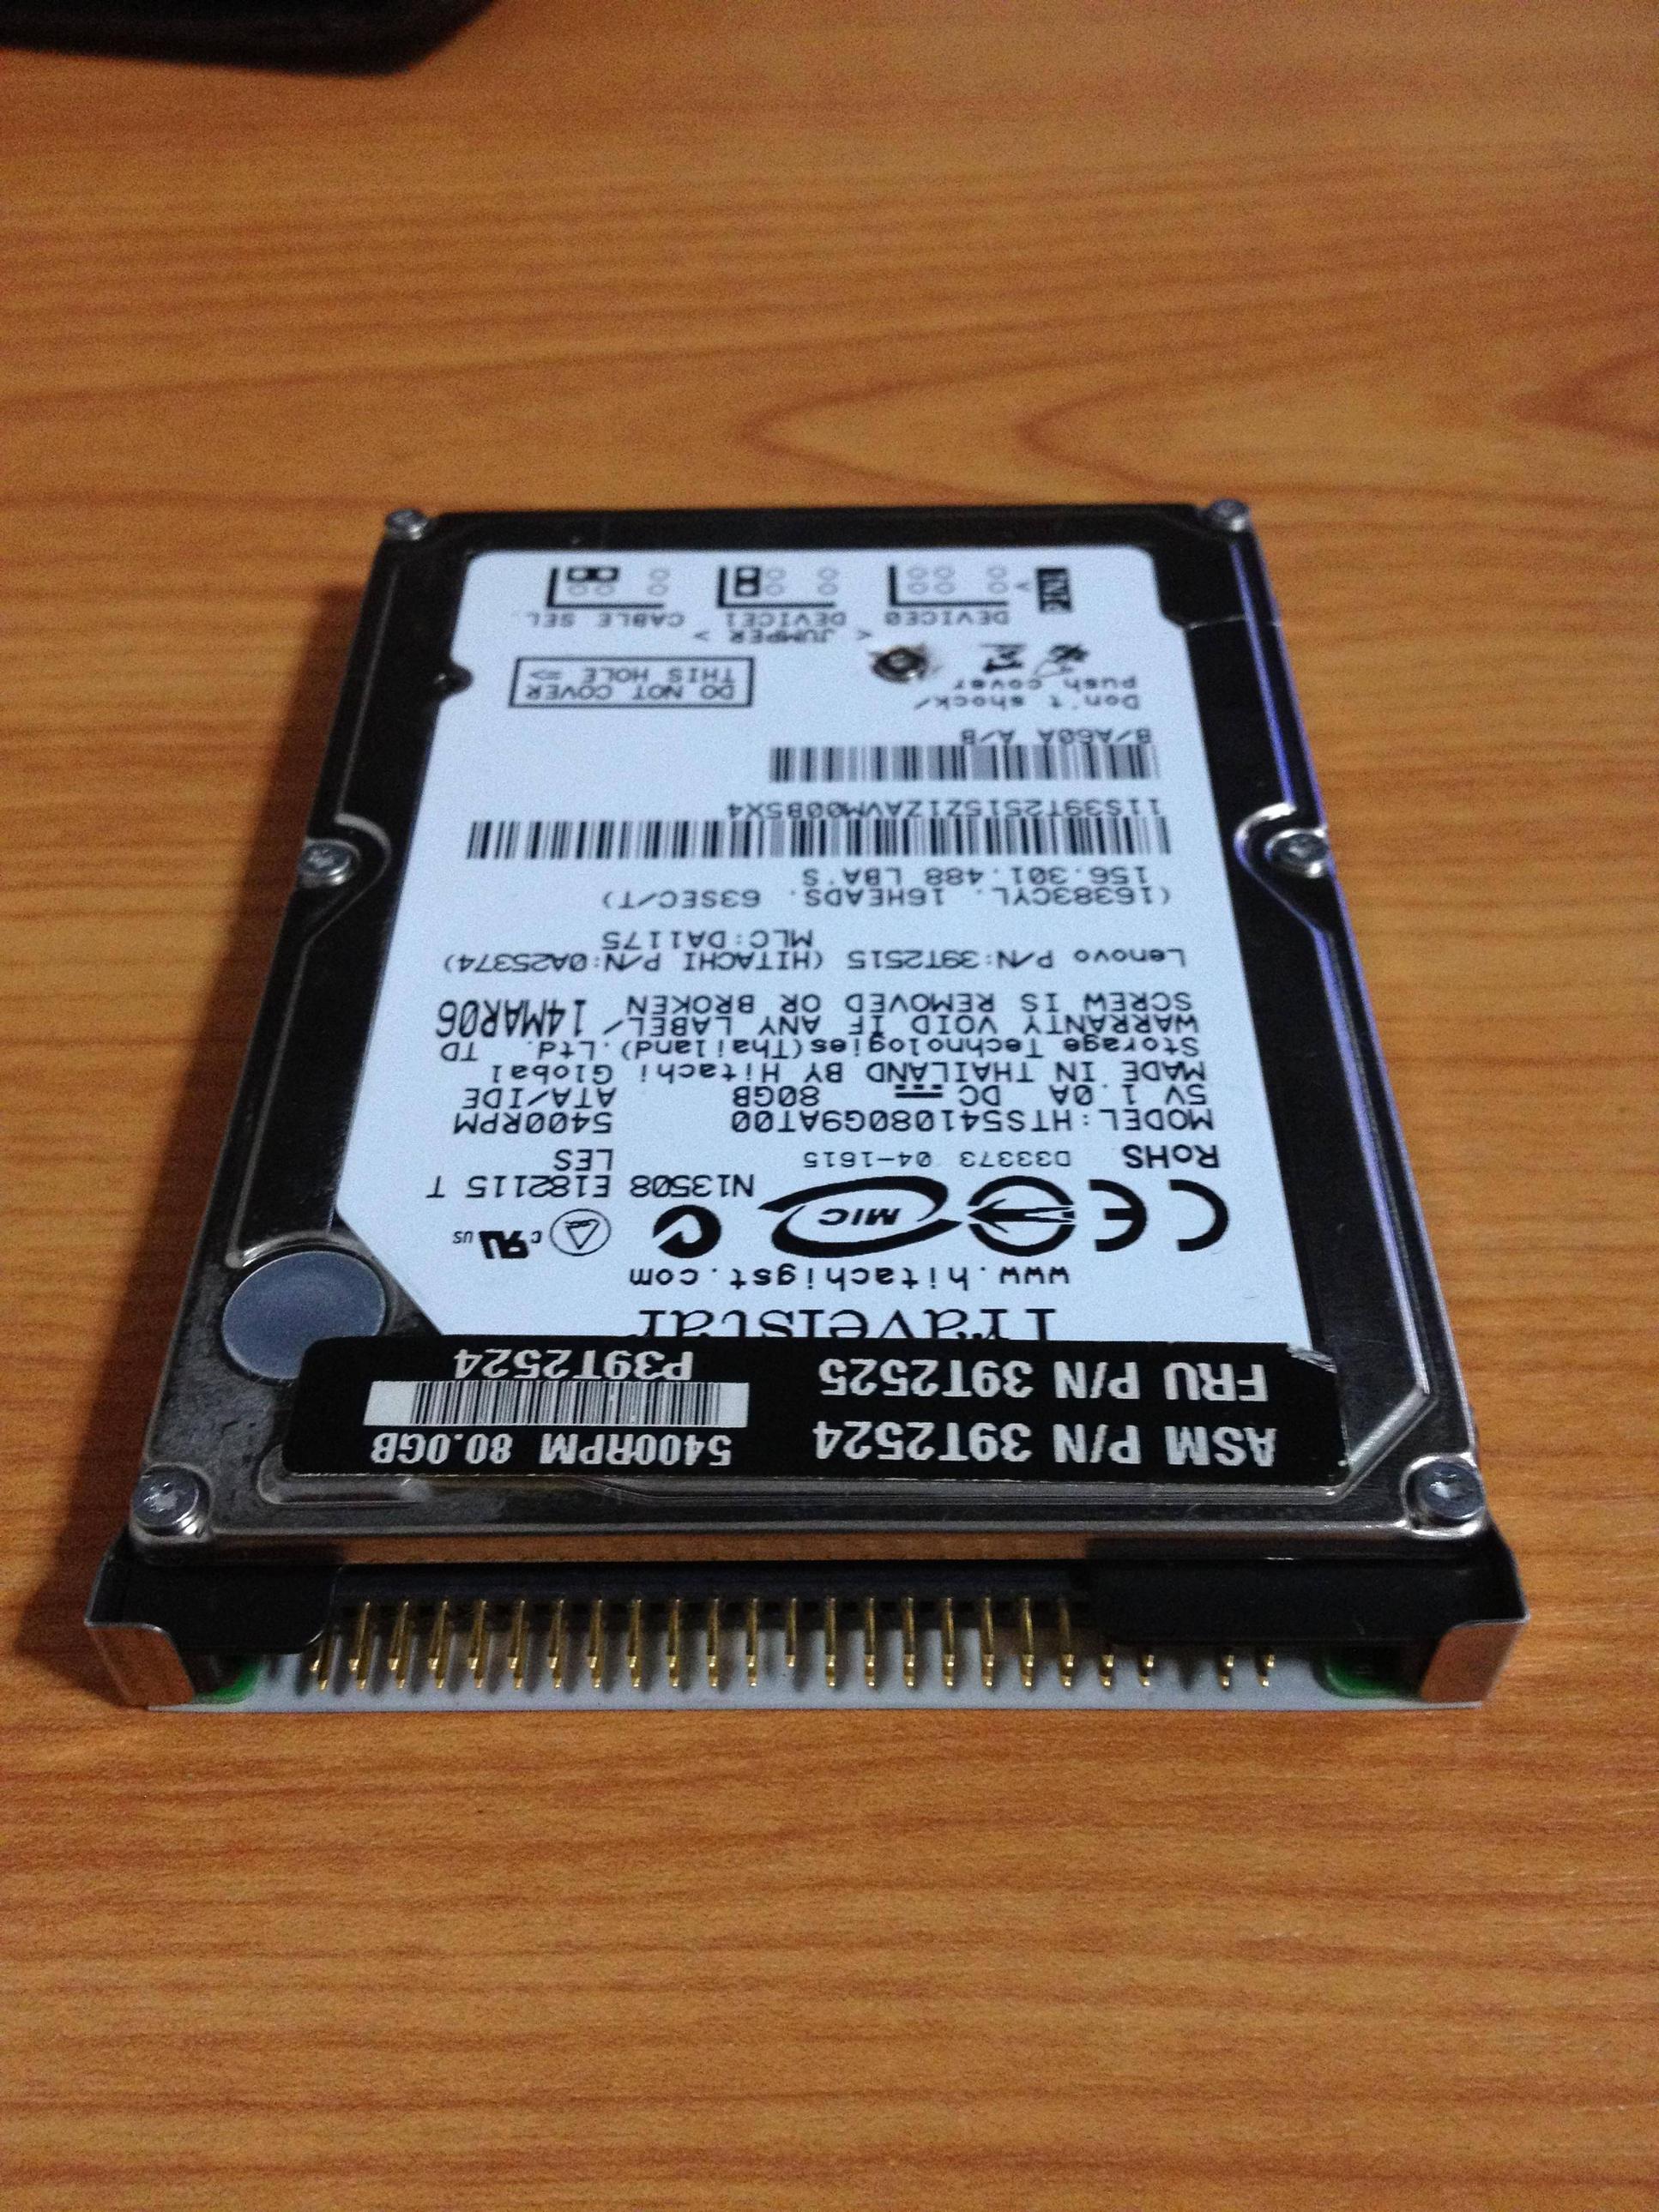 ASM P/N 39T2524
5400RPM 80.0GB
FRU P/N 39T2525
P39T2524
Travelstar
www.hitachigst.com
CE MIC c UL us
N13508 E182115 T
RoHS D33373 04-1615 LES
MODEL:HTS541080G9AT00 5400RPM
5V 1.0A DC 80GB ATA/IDE
MADE IN THAILAND BY Hitachi Global
Storage Technologies(Thailand).Ltd. TD
WARRANTY VOID IF ANY LABEL/
SCREW IS REMOVED OR BROKEN 14MAR06
Lenovo P/N:39T2515 (HITACHI P/N:0A25374)
MLC:DA1175
(16383CYL. 16HEADS. 63SEC/T)
156.301.488 LBA'S
11S39T2515Z1ZAVM00B5X4
8/A60A A/B
Don't shock/
push cover
DO NOT COVER
THIS HOLE =>
< JUMPER >
DEVICE0 DEVICE1 CABLE SEL.